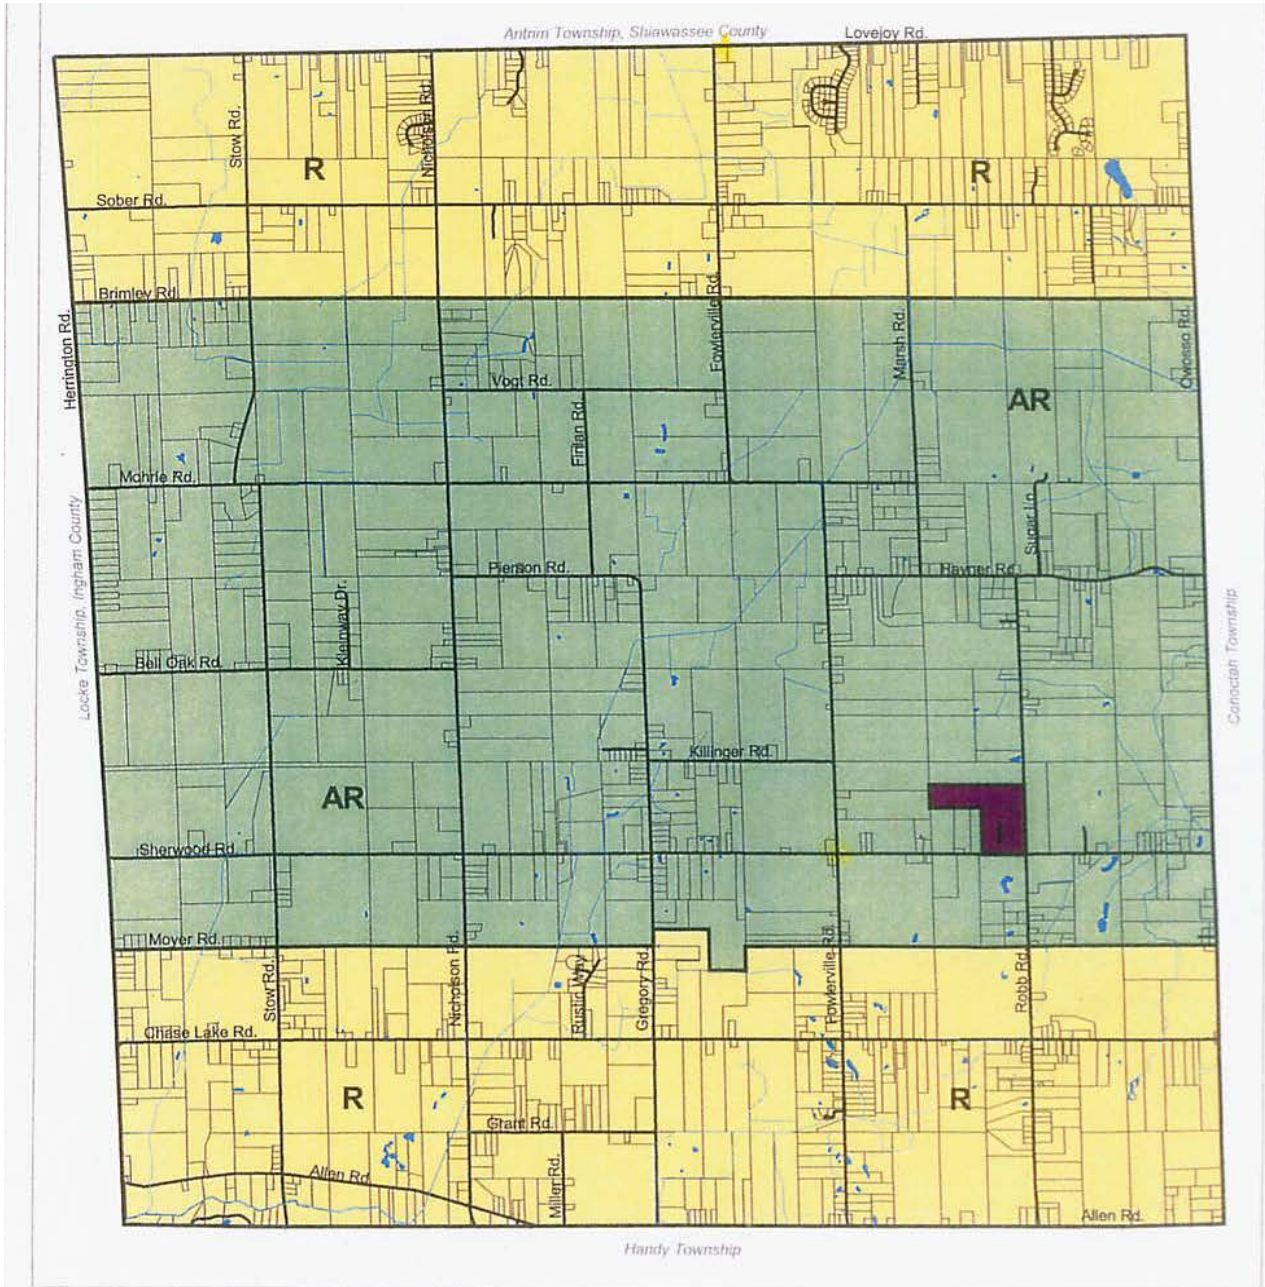 Antrim Township, Shiawassee County
Lovejoy Rd.
Stow Rd.
Nicholson Rd.
R
R
Sober Rd.
Brimley Rd.
Herrington Rd.
Fowlerville Rd.
Marsh Rd.
Owosso Rd.
Vogt Rd.
AR
Finlan Rd.
Mohrle Rd.
Sugar Ln.
Locke Township, Ingham County
Pierson Rd.
Hayner Rd.
Kleinway Dr.
Conoctah Township
Bell Oak Rd.
Killinger Rd.
AR
I
Sherwood Rd.
Moyer Rd.
Stow Rd.
Nicholson Rd.
Rustic Way
Gregory Rd.
Fowlerville Rd.
Robb Rd.
Chase Lake Rd.
R
R
Grant Rd.
Allen Rd.
Miller Rd.
Allen Rd.
Handy Township